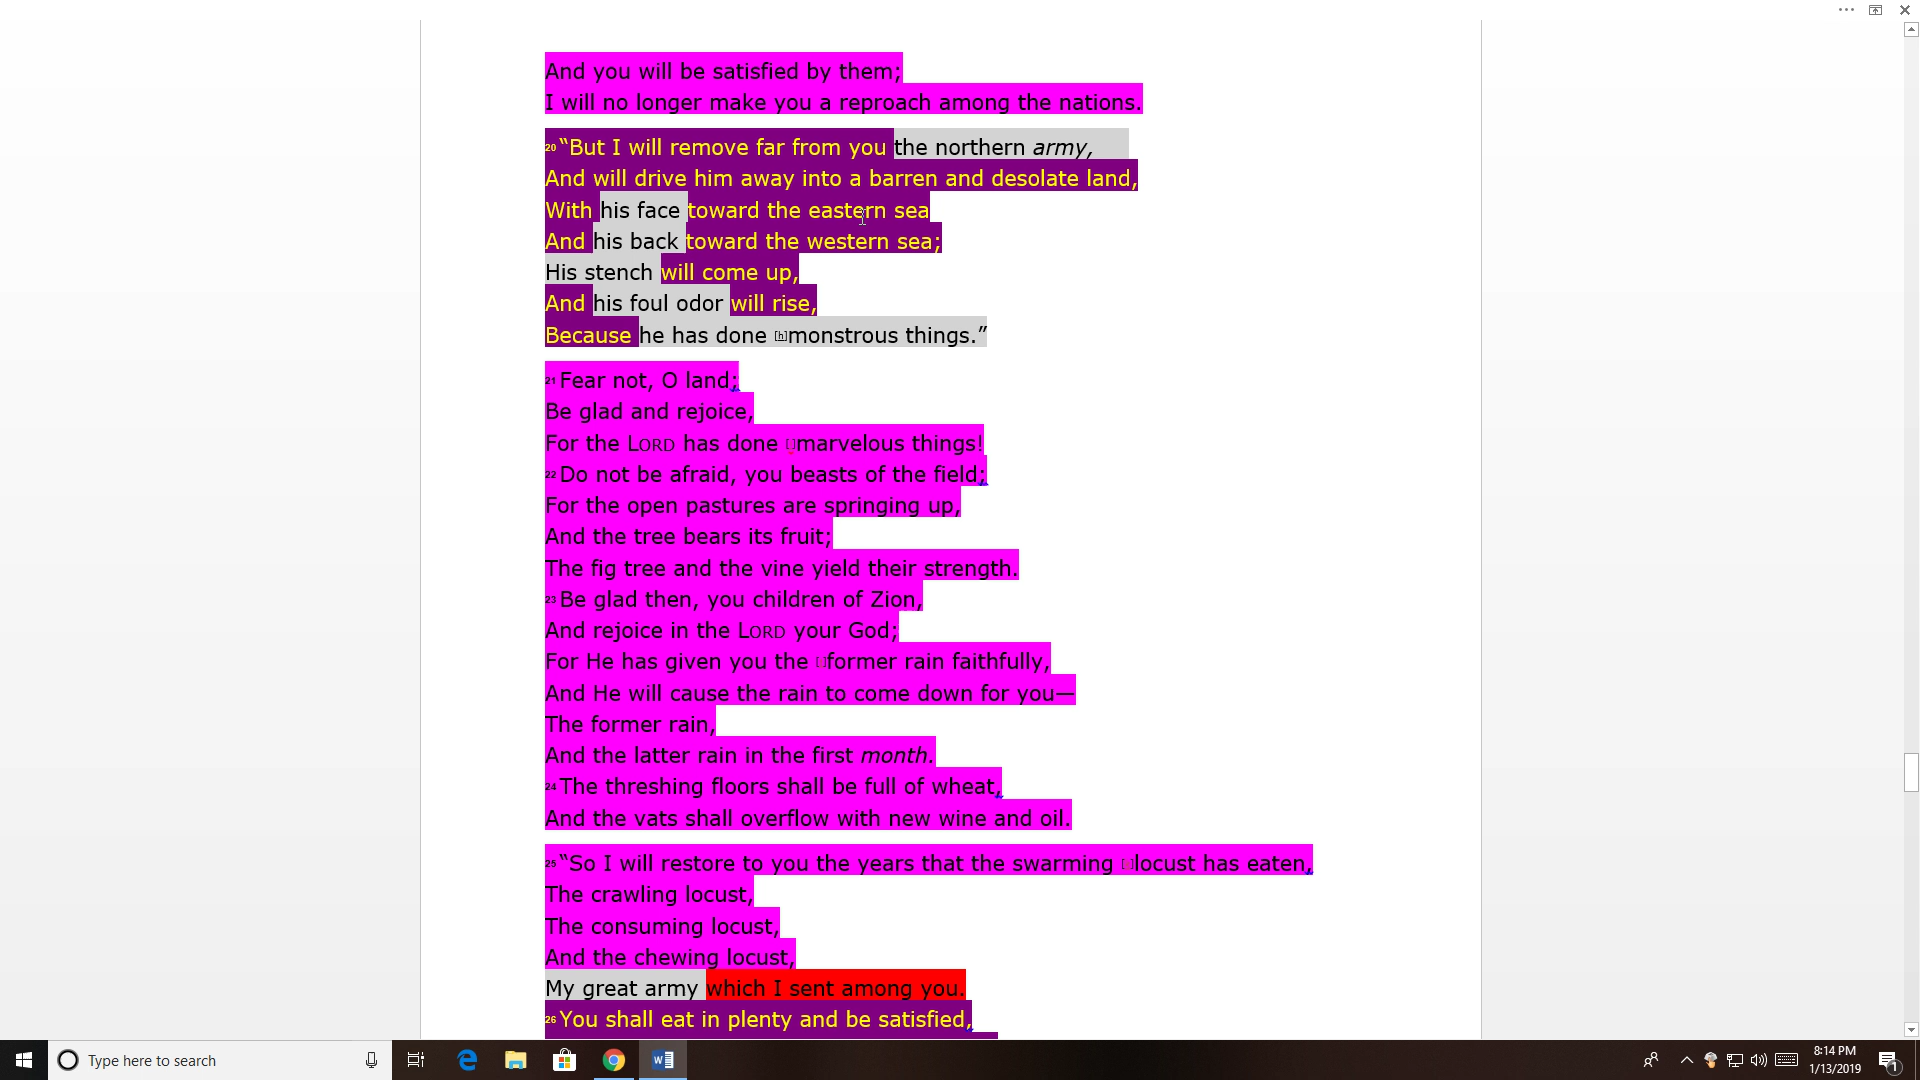 And you will be satisfied by them;
I will no longer make you a reproach among the nations.
20 “But I will remove far from you the northern army,
And will drive him away into a barren and desolate land,
With his face toward the eastern sea
And his back toward the western sea;
His stench will come up,
And his foul odor will rise,
Because he has done [h]monstrous things.”
21 Fear not, O land;
Be glad and rejoice,
For the LORD has done []marvelous things!
22 Do not be afraid, you beasts of the field;
For the open pastures are springing up,
And the tree bears its fruit;
The fig tree and the vine yield their strength.
23 Be glad then, you children of Zion,
And rejoice in the LORD your God;
For He has given you the []former rain faithfully,
And He will cause the rain to come down for you—
The former rain,
And the latter rain in the first month.
24 The threshing floors shall be full of wheat,
And the vats shall overflow with new wine and oil.
25 “So I will restore to you the years that the swarming []locust has eaten,
The crawling locust,
The consuming locust,
And the chewing locust,
My great army which I sent among you.
26 You shall eat in plenty and be satisfied,
Type here to search
8:14 PM
1/13/2019
1